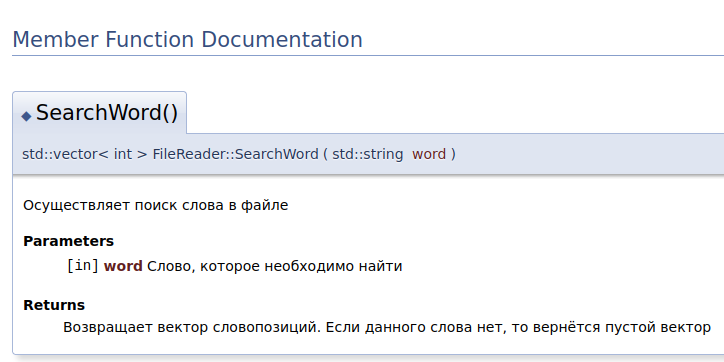 Member Function Documentation
◆ SearchWord()
std::vector< int > FileReader::SearchWord ( std::string word )
Осуществляет поиск слова в файле
Parameters
[in] word Слово, которое необходимо найти
Returns
Возвращает вектор словопозиций. Если данного слова нет, то вернётся пустой вектор